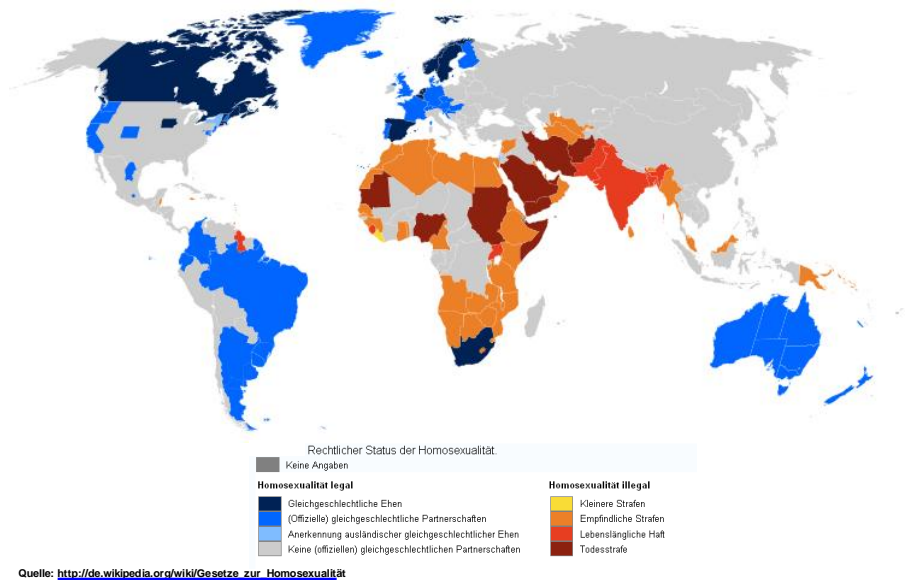 Rechtlicher Status der Homosexualität.
Keine Angaben
Homosexualität legal
Gleichgeschlechtliche Ehen
(Offizielle) gleichgeschlechtliche Partnerschaften
Anerkennung ausländischer gleichgeschlechtlicher Ehen
Keine (offiziellen) gleichgeschlechtlichen Partnerschaften
Homosexualität illegal
Kleinere Strafen
Empfindliche Strafen
Lebenslängliche Haft
Todesstrafe
Quelle: http://de.wikipedia.org/wiki/Gesetze_zur_Homosexualität